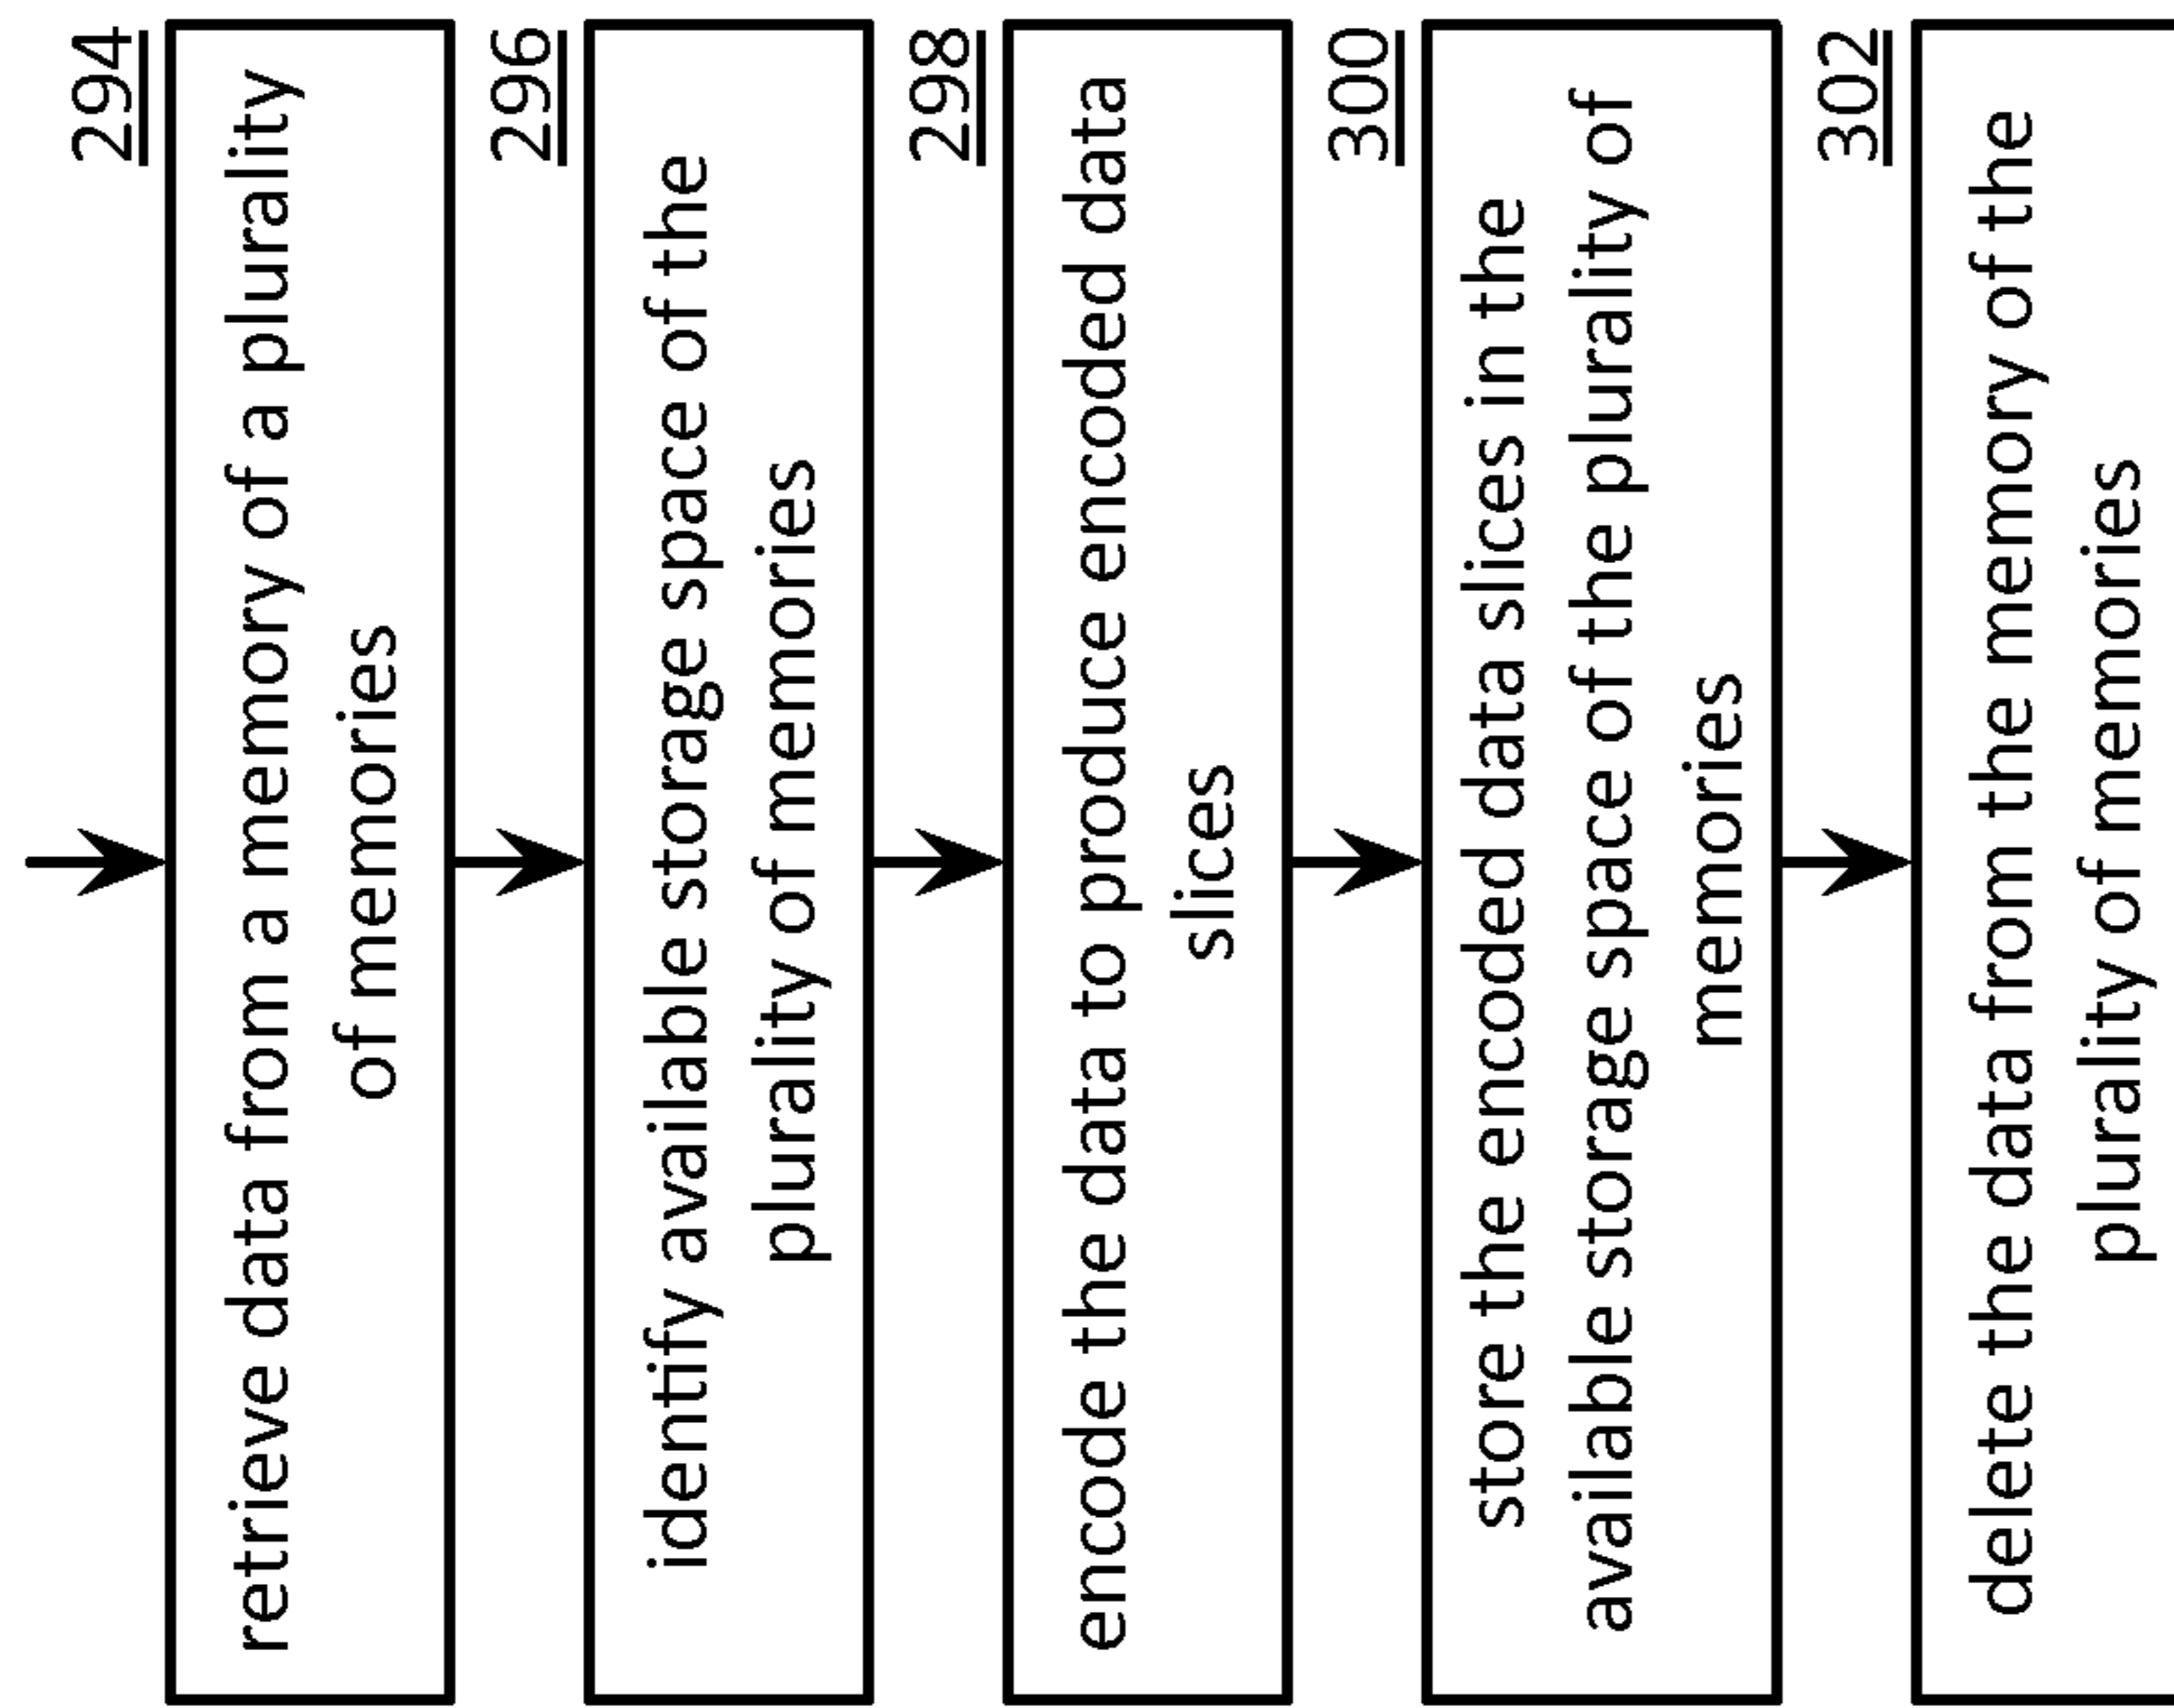 294
retrieve data from a memory of a plurality
of memories
296
identify available storage space of the
plurality of memories
298
encode the data to produce encoded data
slices
300
store the encoded data slices in the
available storage space of the plurality of
memories
302
delete the data from the memory of the
plurality of memories